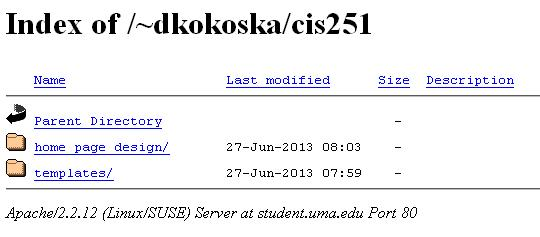 Index of /~dkokoska/cis251
Name Last modified Size Description
Parent Directory -
home page design/ 27-Jun-2013 08:03 -
templates/ 27-Jun-2013 07:59 -
Apache/2.2.12 (Linux/SUSE) Server at student.uma.edu Port 80